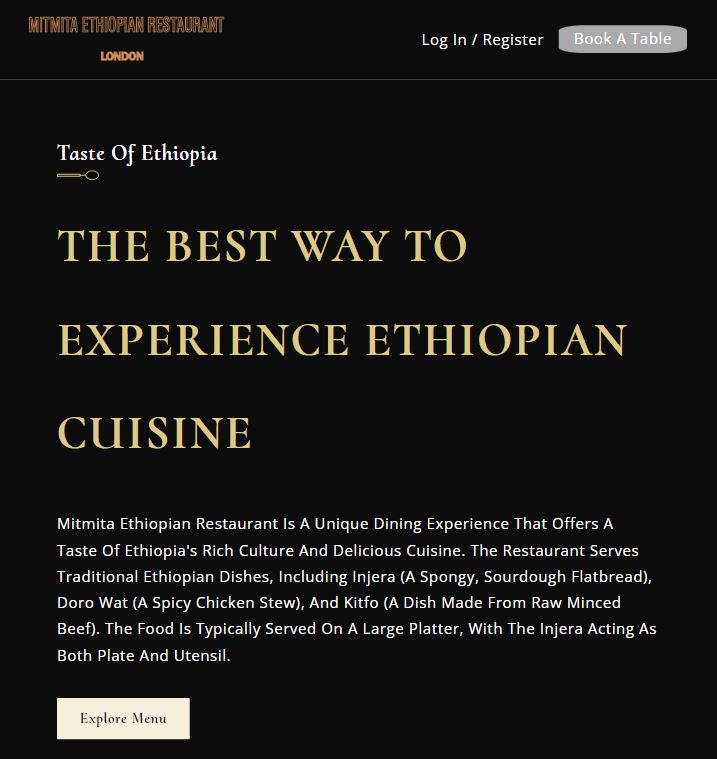 MITMITA ETHIOPIAN RESTAURANT
LONDON
Log In / Register
Book A Table
Taste Of Ethiopia
THE BEST WAY TO
EXPERIENCE ETHIOPIAN
CUISINE
Mitmita Ethiopian Restaurant Is A Unique Dining Experience That Offers A
Taste Of Ethiopia's Rich Culture And Delicious Cuisine. The Restaurant Serves
Traditional Ethiopian Dishes, Including Injera (A Spongy, Sourdough Flatbread),
Doro Wat (A Spicy Chicken Stew), And Kitfo (A Dish Made From Raw Minced
Beef). The Food Is Typically Served On A Large Platter, With The Injera Acting As
Both Plate And Utensil.
Explore Menu